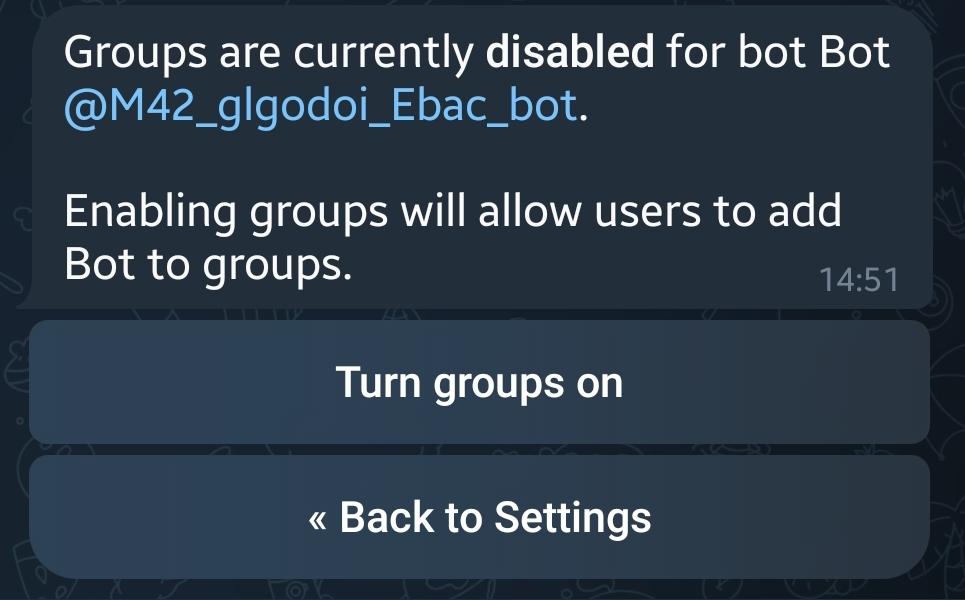 Groups are currently disabled for bot Bot
@M42_glgodoi_Ebac_bot.
Enabling groups will allow users to add
Bot to groups.
14:51
Turn groups on
« Back to Settings